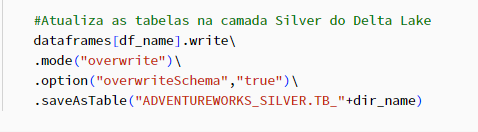 #Atualiza as tabelas na camada Silver do Delta Lake
dataframes[df_name].write\
.mode("overwrite")\
.option("overwriteSchema","true")\
.saveAsTable("ADVENTUREWORKS_SILVER.TB_"+dir_name)